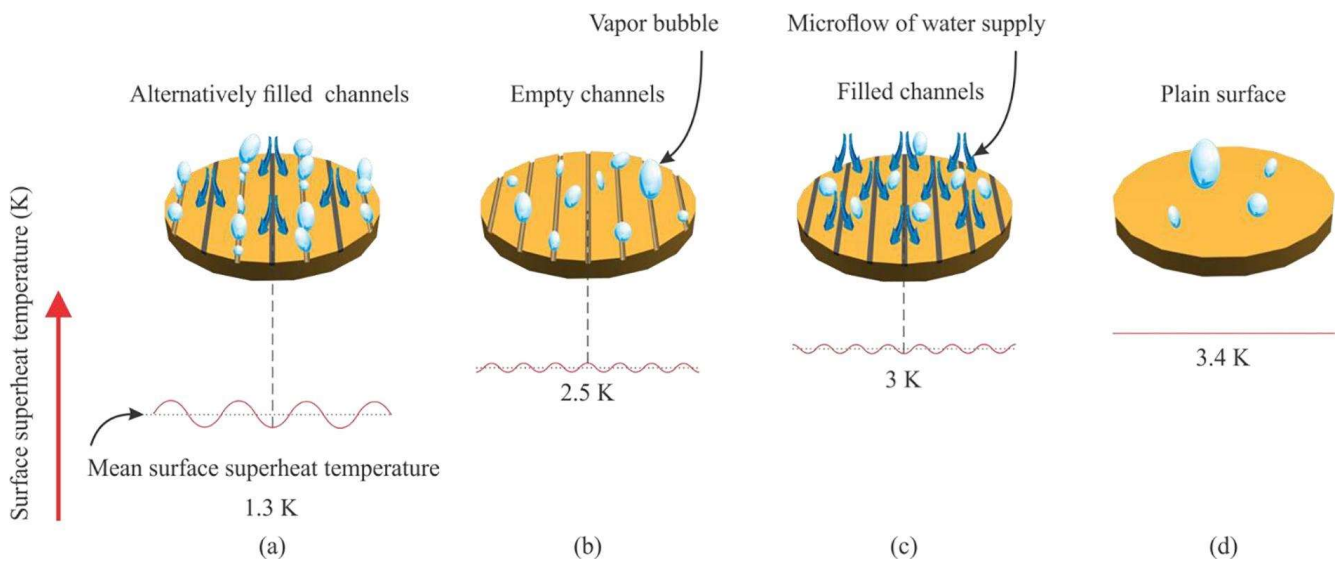 Vapor bubble
Microflow of water supply
Alternatively filled channels
Empty channels
Filled channels
Plain surface
Surface superheat temperature (K)
3.4 K
3 K
2.5 K
Mean surface superheat temperature
1.3 K
(a)
(b)
(c)
(d)